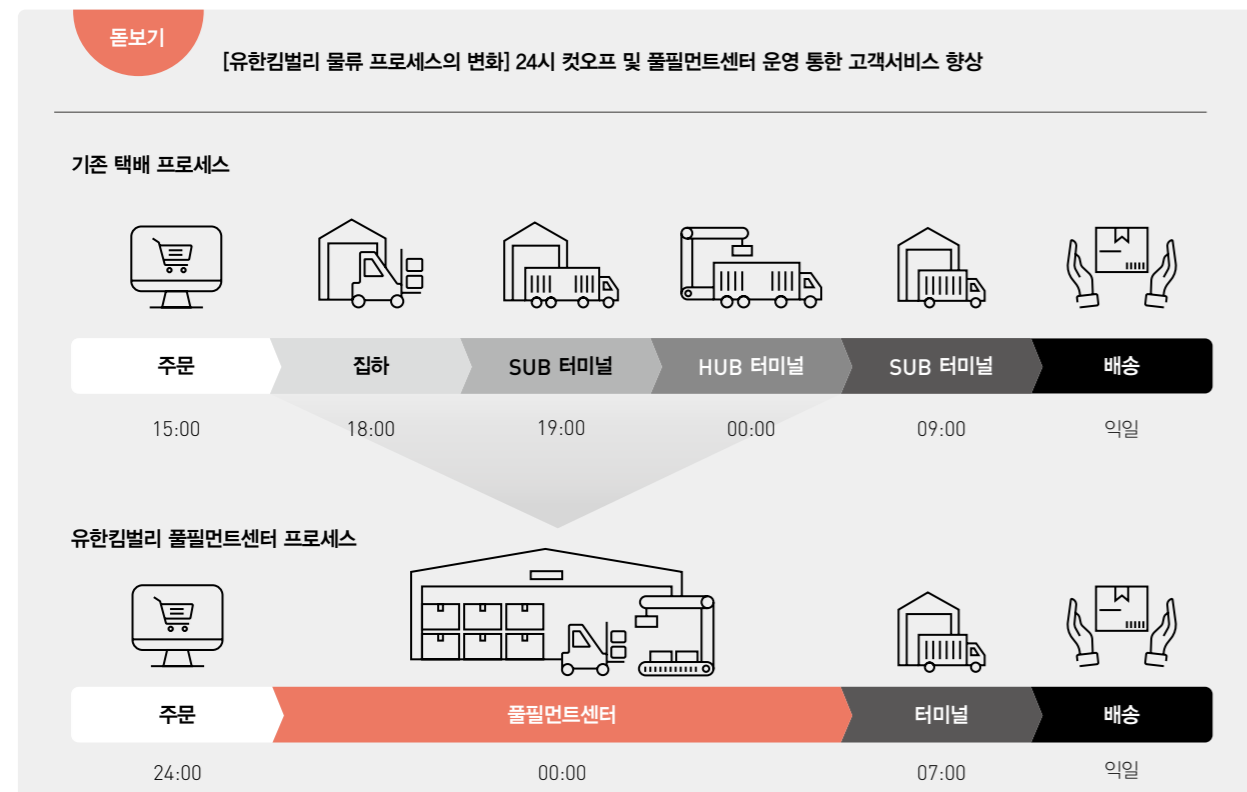 돋보기
[유한킴벌리 물류 프로세스의 변화] 24시 컷오프 및 풀필먼트센터 운영 통한 고객서비스 향상
기존 택배 프로세스
주문 집하 SUB 터미널 HUB 터미널 SUB 터미널 배송
15:00 18:00 19:00 00:00 09:00 익일
유한킴벌리 풀필먼트센터 프로세스
주문 풀필먼트센터 터미널 배송
24:00 00:00 07:00 익일